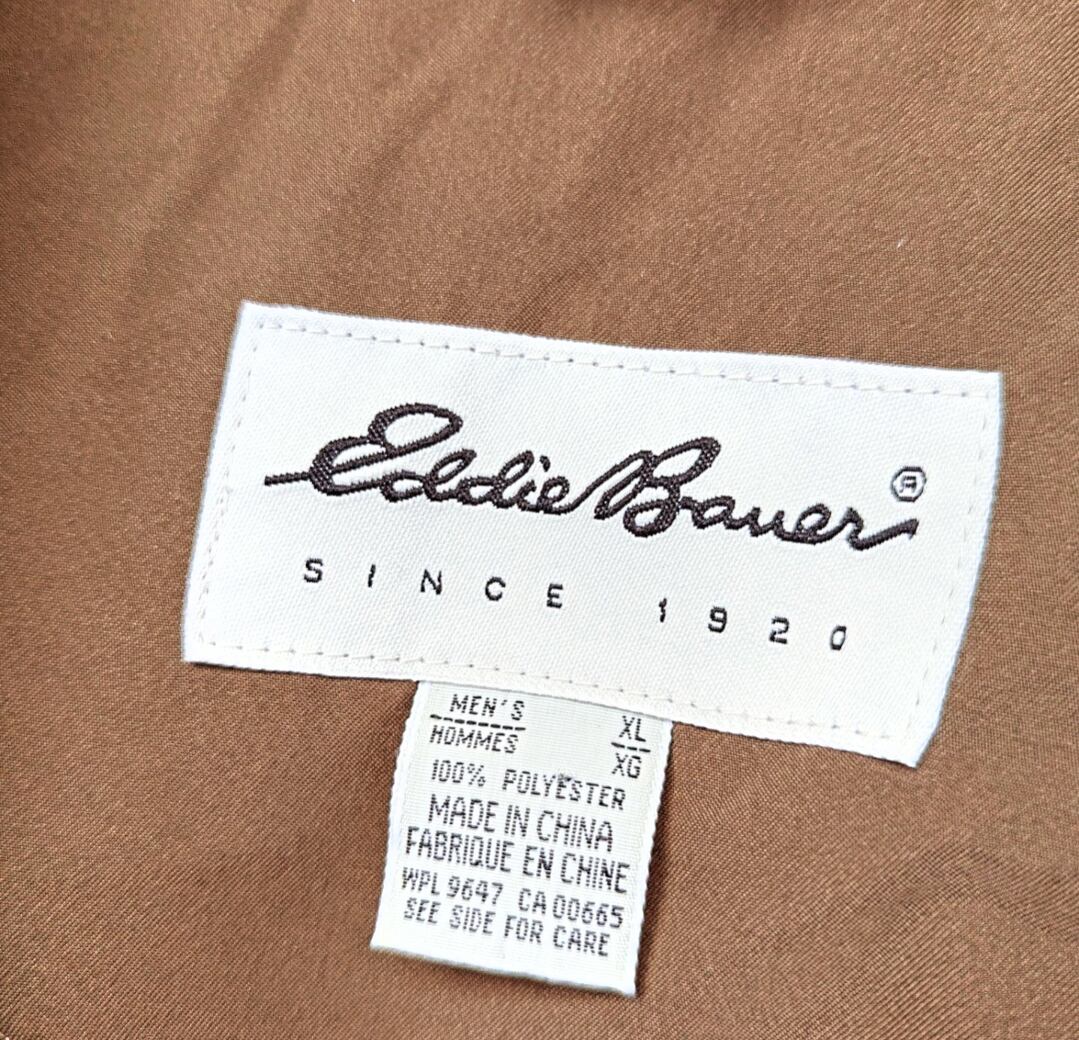 Eddie Bauer®
SINCE 1920
MEN'S XL
HOMMES XG
100% POLYESTER
MADE IN CHINA
FABRIQUE EN CHINE
WPL 9647 CA 00665
SEE SIDE FOR CARE